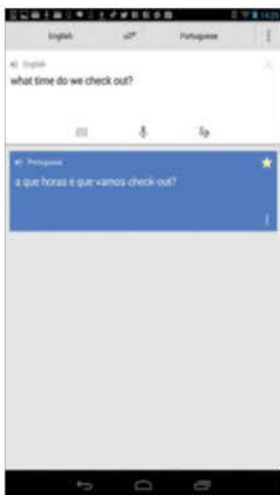 English Portuguese
English
what time do we check out?
Portuguese
a que horas é que vamos check out?